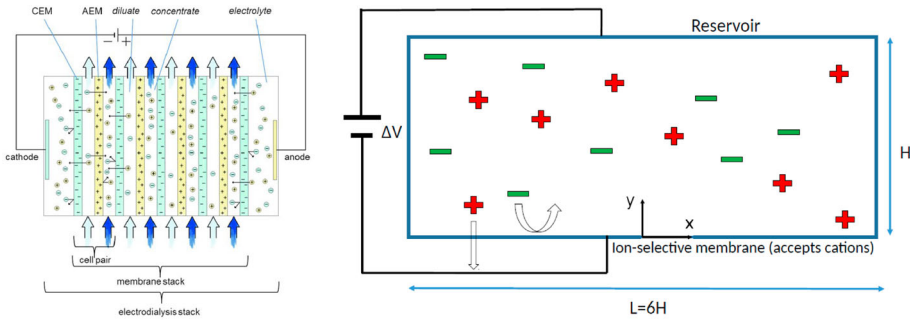 CEM AEM diluate concentrate electrolyte
− +
cathode
anode
cell pair
membrane stack
electrodialysis stack
Reservoir
ΔV
H
y
x
Ion-selective membrane (accepts cations)
L=6H